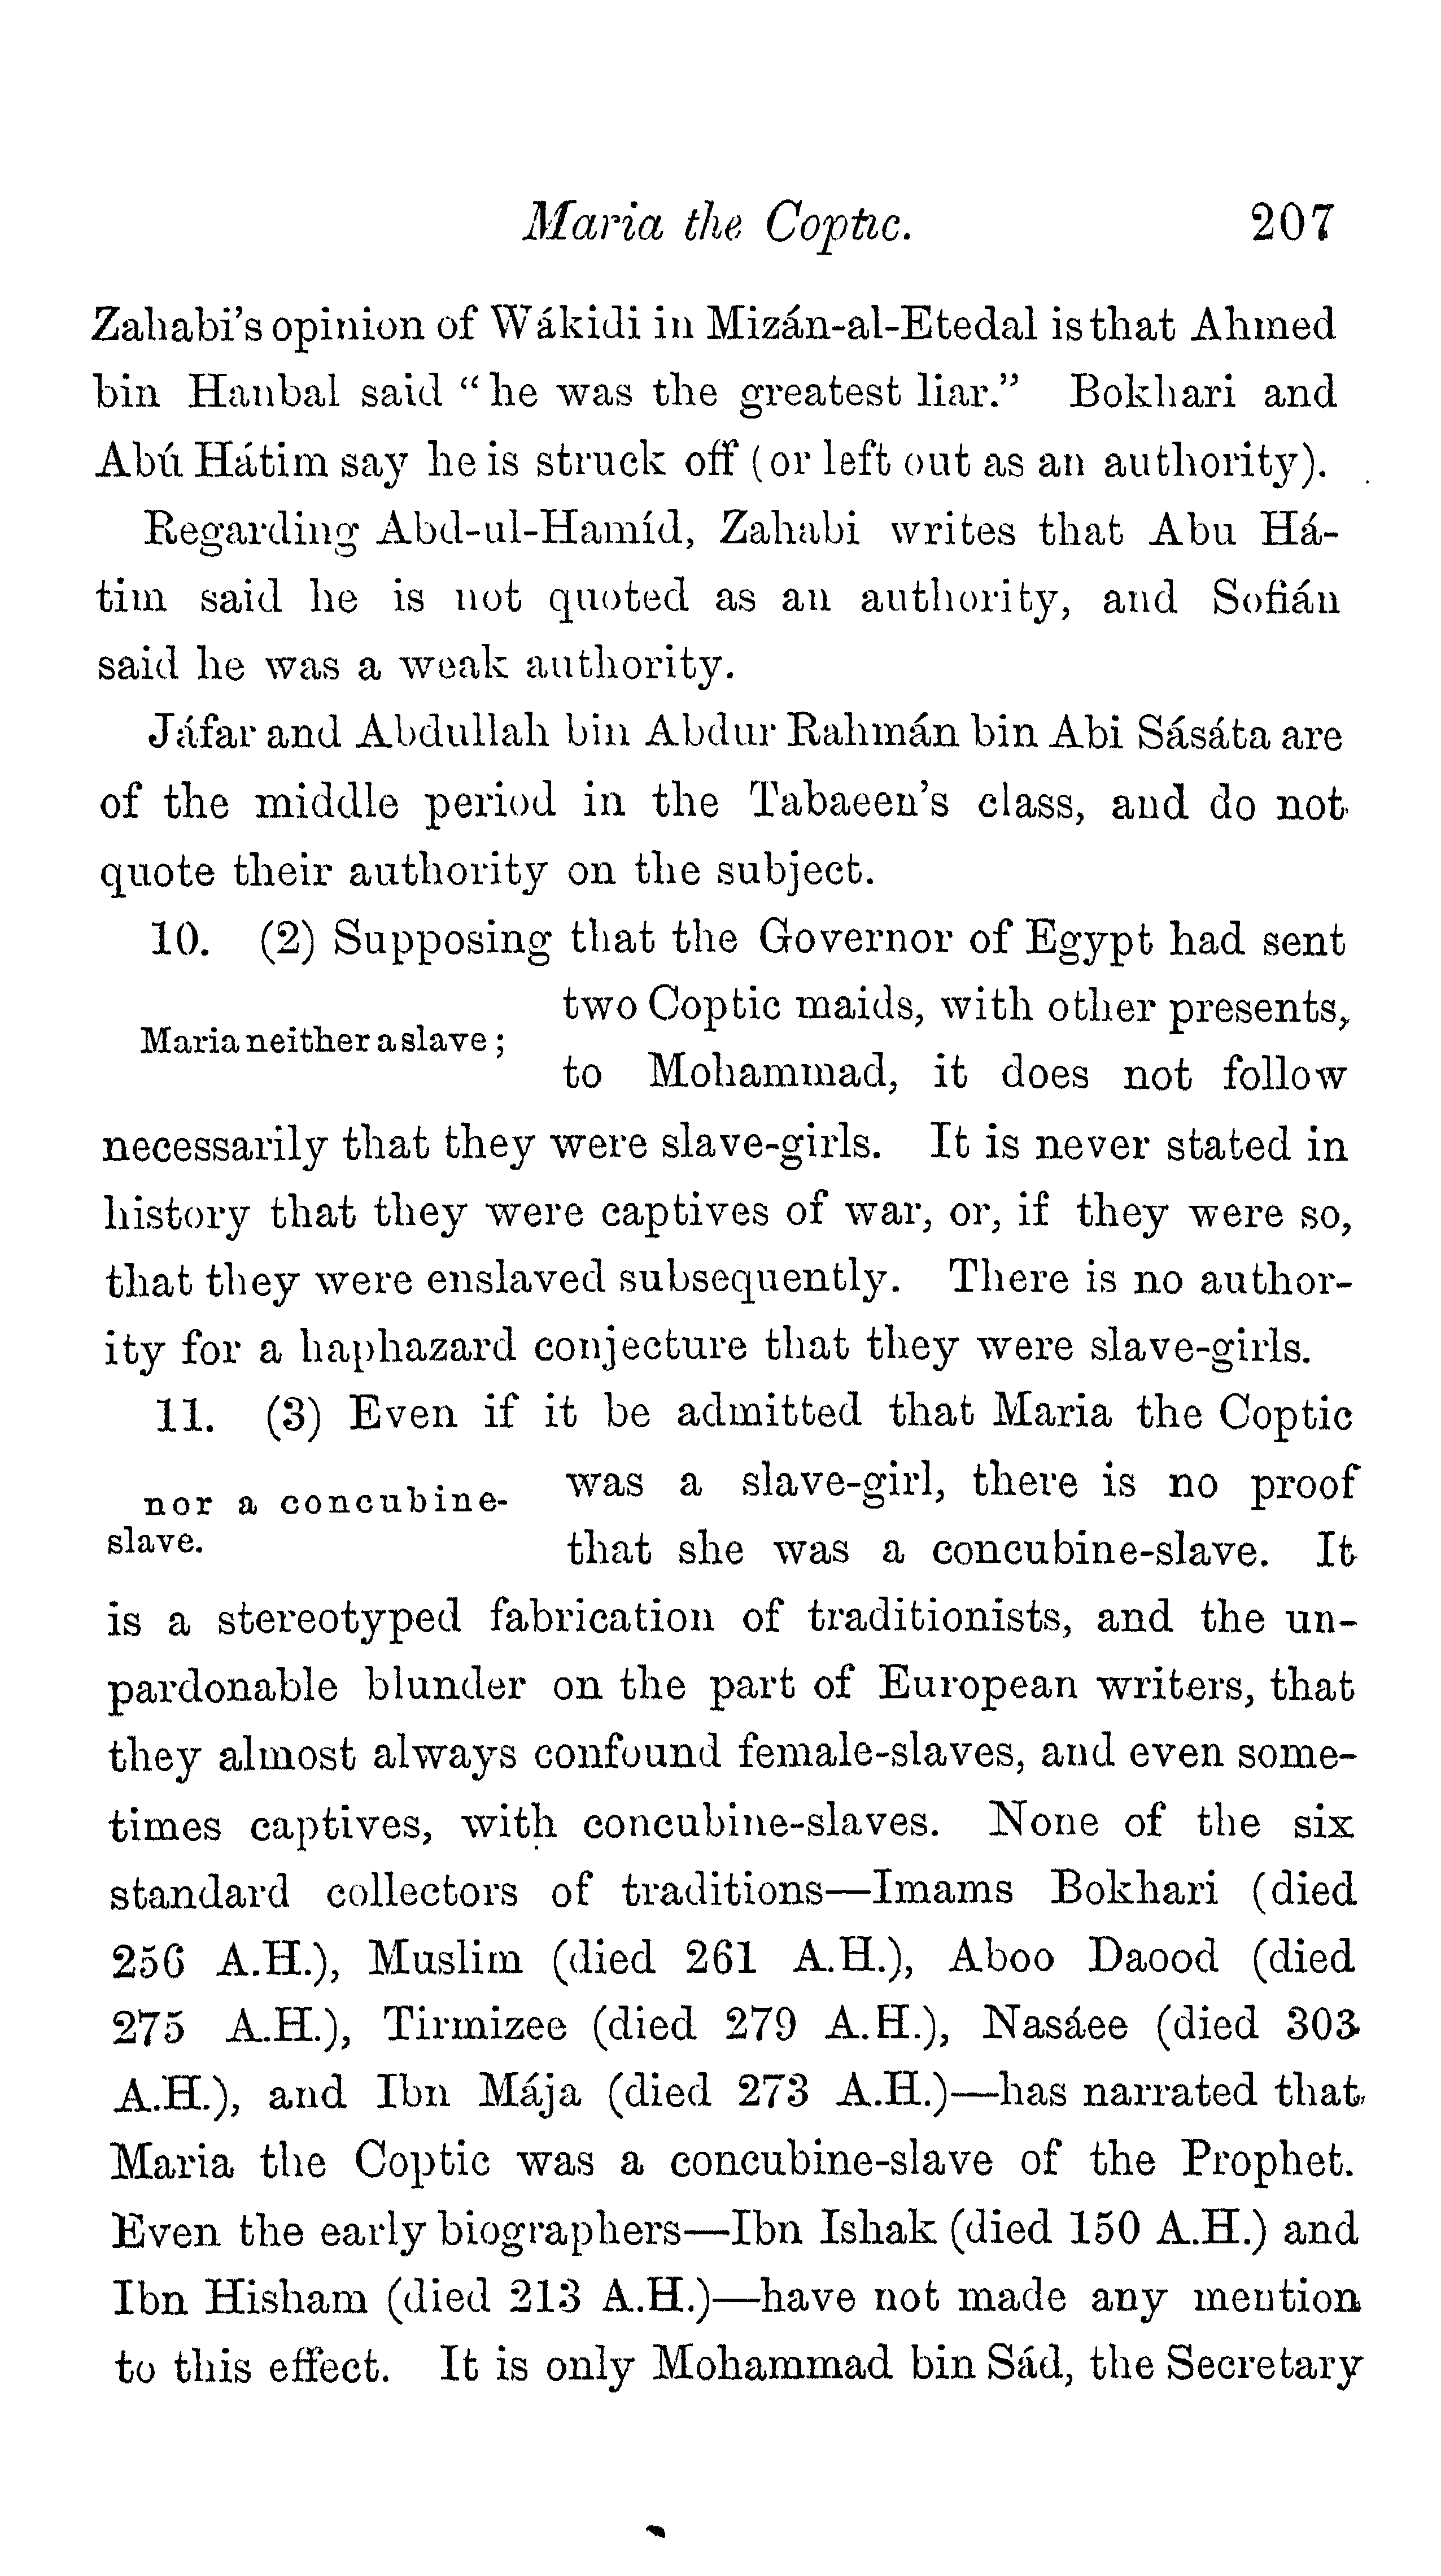 Maria the Coptic. 207
Zahabi's opinion of Wákidi in Mizán-al-Etedal is that Ahmed
bin Hanbal said "he was the greatest liar." Bokhari and
Abú Hátim say he is struck off (or left out as an authority).
Regarding Abd-ul-Hamíd, Zahabi writes that Abu Há-
tim said he is not quoted as an authority, and Sofián
said he was a weak authority.
Jáfar and Abdullah bin Abdur Rahmán bin Abi Sásáta are
of the middle period in the Tabaeen's class, and do not
quote their authority on the subject.
10. (2) Supposing that the Governor of Egypt had sent
Maria neither a slave;
two Coptic maids, with other presents,
to Mohammad, it does not follow
necessarily that they were slave-girls. It is never stated in
history that they were captives of war, or, if they were so,
that they were enslaved subsequently. There is no author-
ity for a haphazard conjecture that they were slave-girls.
11. (3) Even if it be admitted that Maria the Coptic
nor a concubine-
slave.
was a slave-girl, there is no proof
that she was a concubine-slave. It
is a stereotyped fabrication of traditionists, and the un-
pardonable blunder on the part of European writers, that
they almost always confound female-slaves, and even some-
times captives, with concubine-slaves. None of the six
standard collectors of traditions—Imams Bokhari (died
256 A.H.), Muslim (died 261 A.H.), Aboo Daood (died
275 A.H.), Tirmizee (died 279 A.H.), Nasáee (died 303
A.H.), and Ibn Mája (died 273 A.H.)—has narrated that
Maria the Coptic was a concubine-slave of the Prophet.
Even the early biographers—Ibn Ishak (died 150 A.H.) and
Ibn Hisham (died 213 A.H.)—have not made any mention
to this effect. It is only Mohammad bin Sád, the Secretary